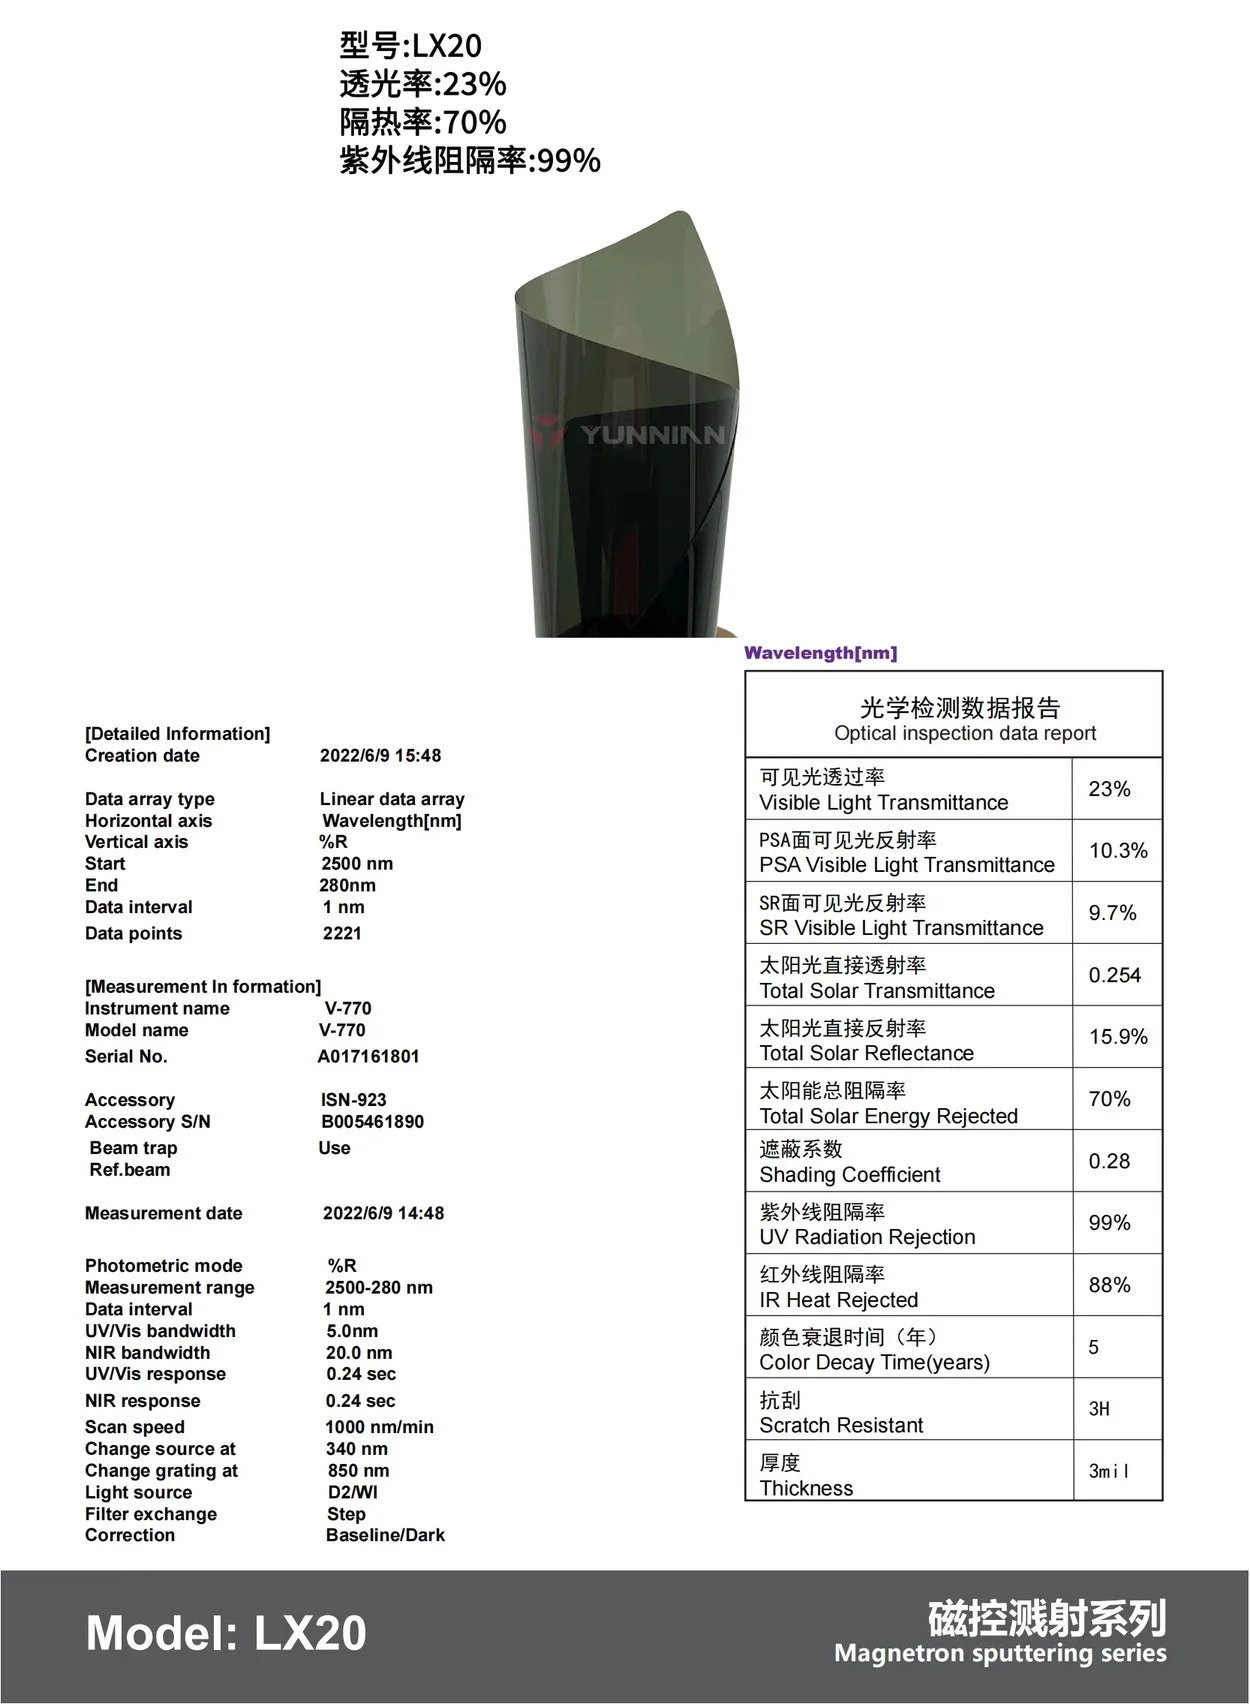 型号:LX20
透光率:23%
隔热率:70%
紫外线阻隔率:99%
YUNNIAN
Wavelength[nm]
光学检测数据报告
Optical inspection data report
可见光透过率
Visible Light Transmittance 23%
PSA面可见光反射率
PSA Visible Light Transmittance 10.3%
SR面可见光反射率
SR Visible Light Transmittance 9.7%
太阳光直接透射率
Total Solar Transmittance 0.254
太阳光直接反射率
Total Solar Reflectance 15.9%
太阳能总阻隔率
Total Solar Energy Rejected 70%
遮蔽系数
Shading Coefficient 0.28
紫外线阻隔率
UV Radiation Rejection 99%
红外线阻隔率
IR Heat Rejected 88%
颜色衰退时间（年）
Color Decay Time(years) 5
抗刮
Scratch Resistant 3H
厚度
Thickness 3mil
[Detailed Information]
Creation date 2022/6/9 15:48
Data array type Linear data array
Horizontal axis Wavelength[nm]
Vertical axis %R
Start 2500 nm
End 280nm
Data interval 1 nm
Data points 2221
[Measurement In formation]
Instrument name V-770
Model name V-770
Serial No. A017161801
Accessory ISN-923
Accessory S/N B005461890
Beam trap Use
Ref.beam
Measurement date 2022/6/9 14:48
Photometric mode %R
Measurement range 2500-280 nm
Data interval 1 nm
UV/Vis bandwidth 5.0nm
NIR bandwidth 20.0 nm
UV/Vis response 0.24 sec
NIR response 0.24 sec
Scan speed 1000 nm/min
Change source at 340 nm
Change grating at 850 nm
Light source D2/WI
Filter exchange Step
Correction Baseline/Dark
Model: LX20
磁控溅射系列
Magnetron sputtering series